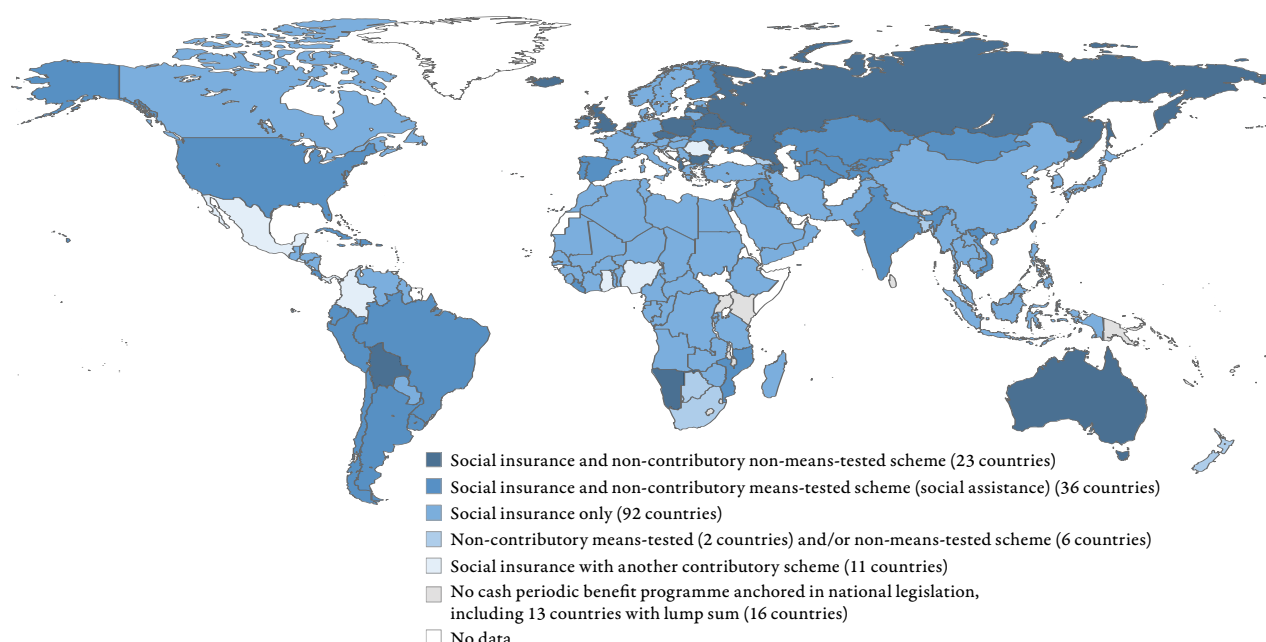 Social insurance and non-contributory non-means-tested scheme (23 countries)
Social insurance and non-contributory means-tested scheme (social assistance) (36 countries)
Social insurance only (92 countries)
Non-contributory means-tested (2 countries) and/or non-means-tested scheme (6 countries)
Social insurance with another contributory scheme (11 countries)
No cash periodic benefit programme anchored in national legislation,
including 13 countries with lump sum (16 countries)
No data